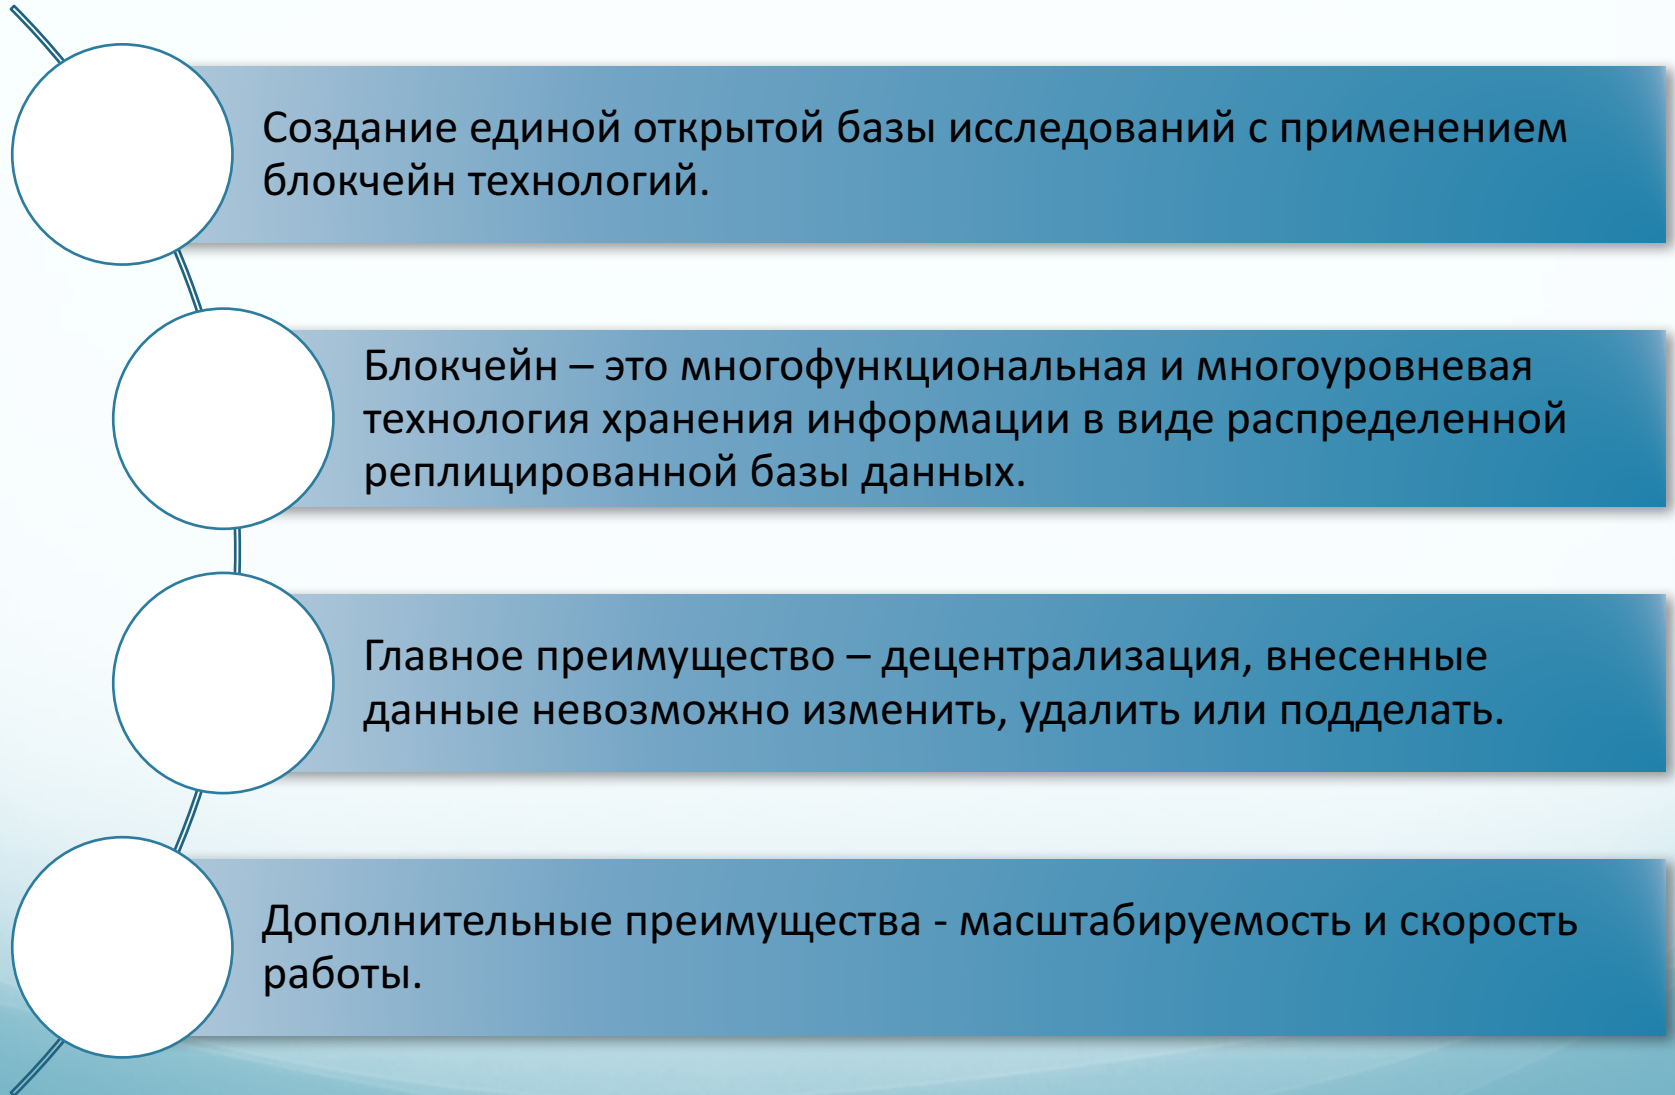 Создание единой открытой базы исследований с применением
блокчейн технологий.
Блокчейн – это многофункциональная и многоуровневая
технология хранения информации в виде распределенной
реплицированной базы данных.
Главное преимущество – децентрализация, внесенные
данные невозможно изменить, удалить или подделать.
Дополнительные преимущества - масштабируемость и скорость
работы.